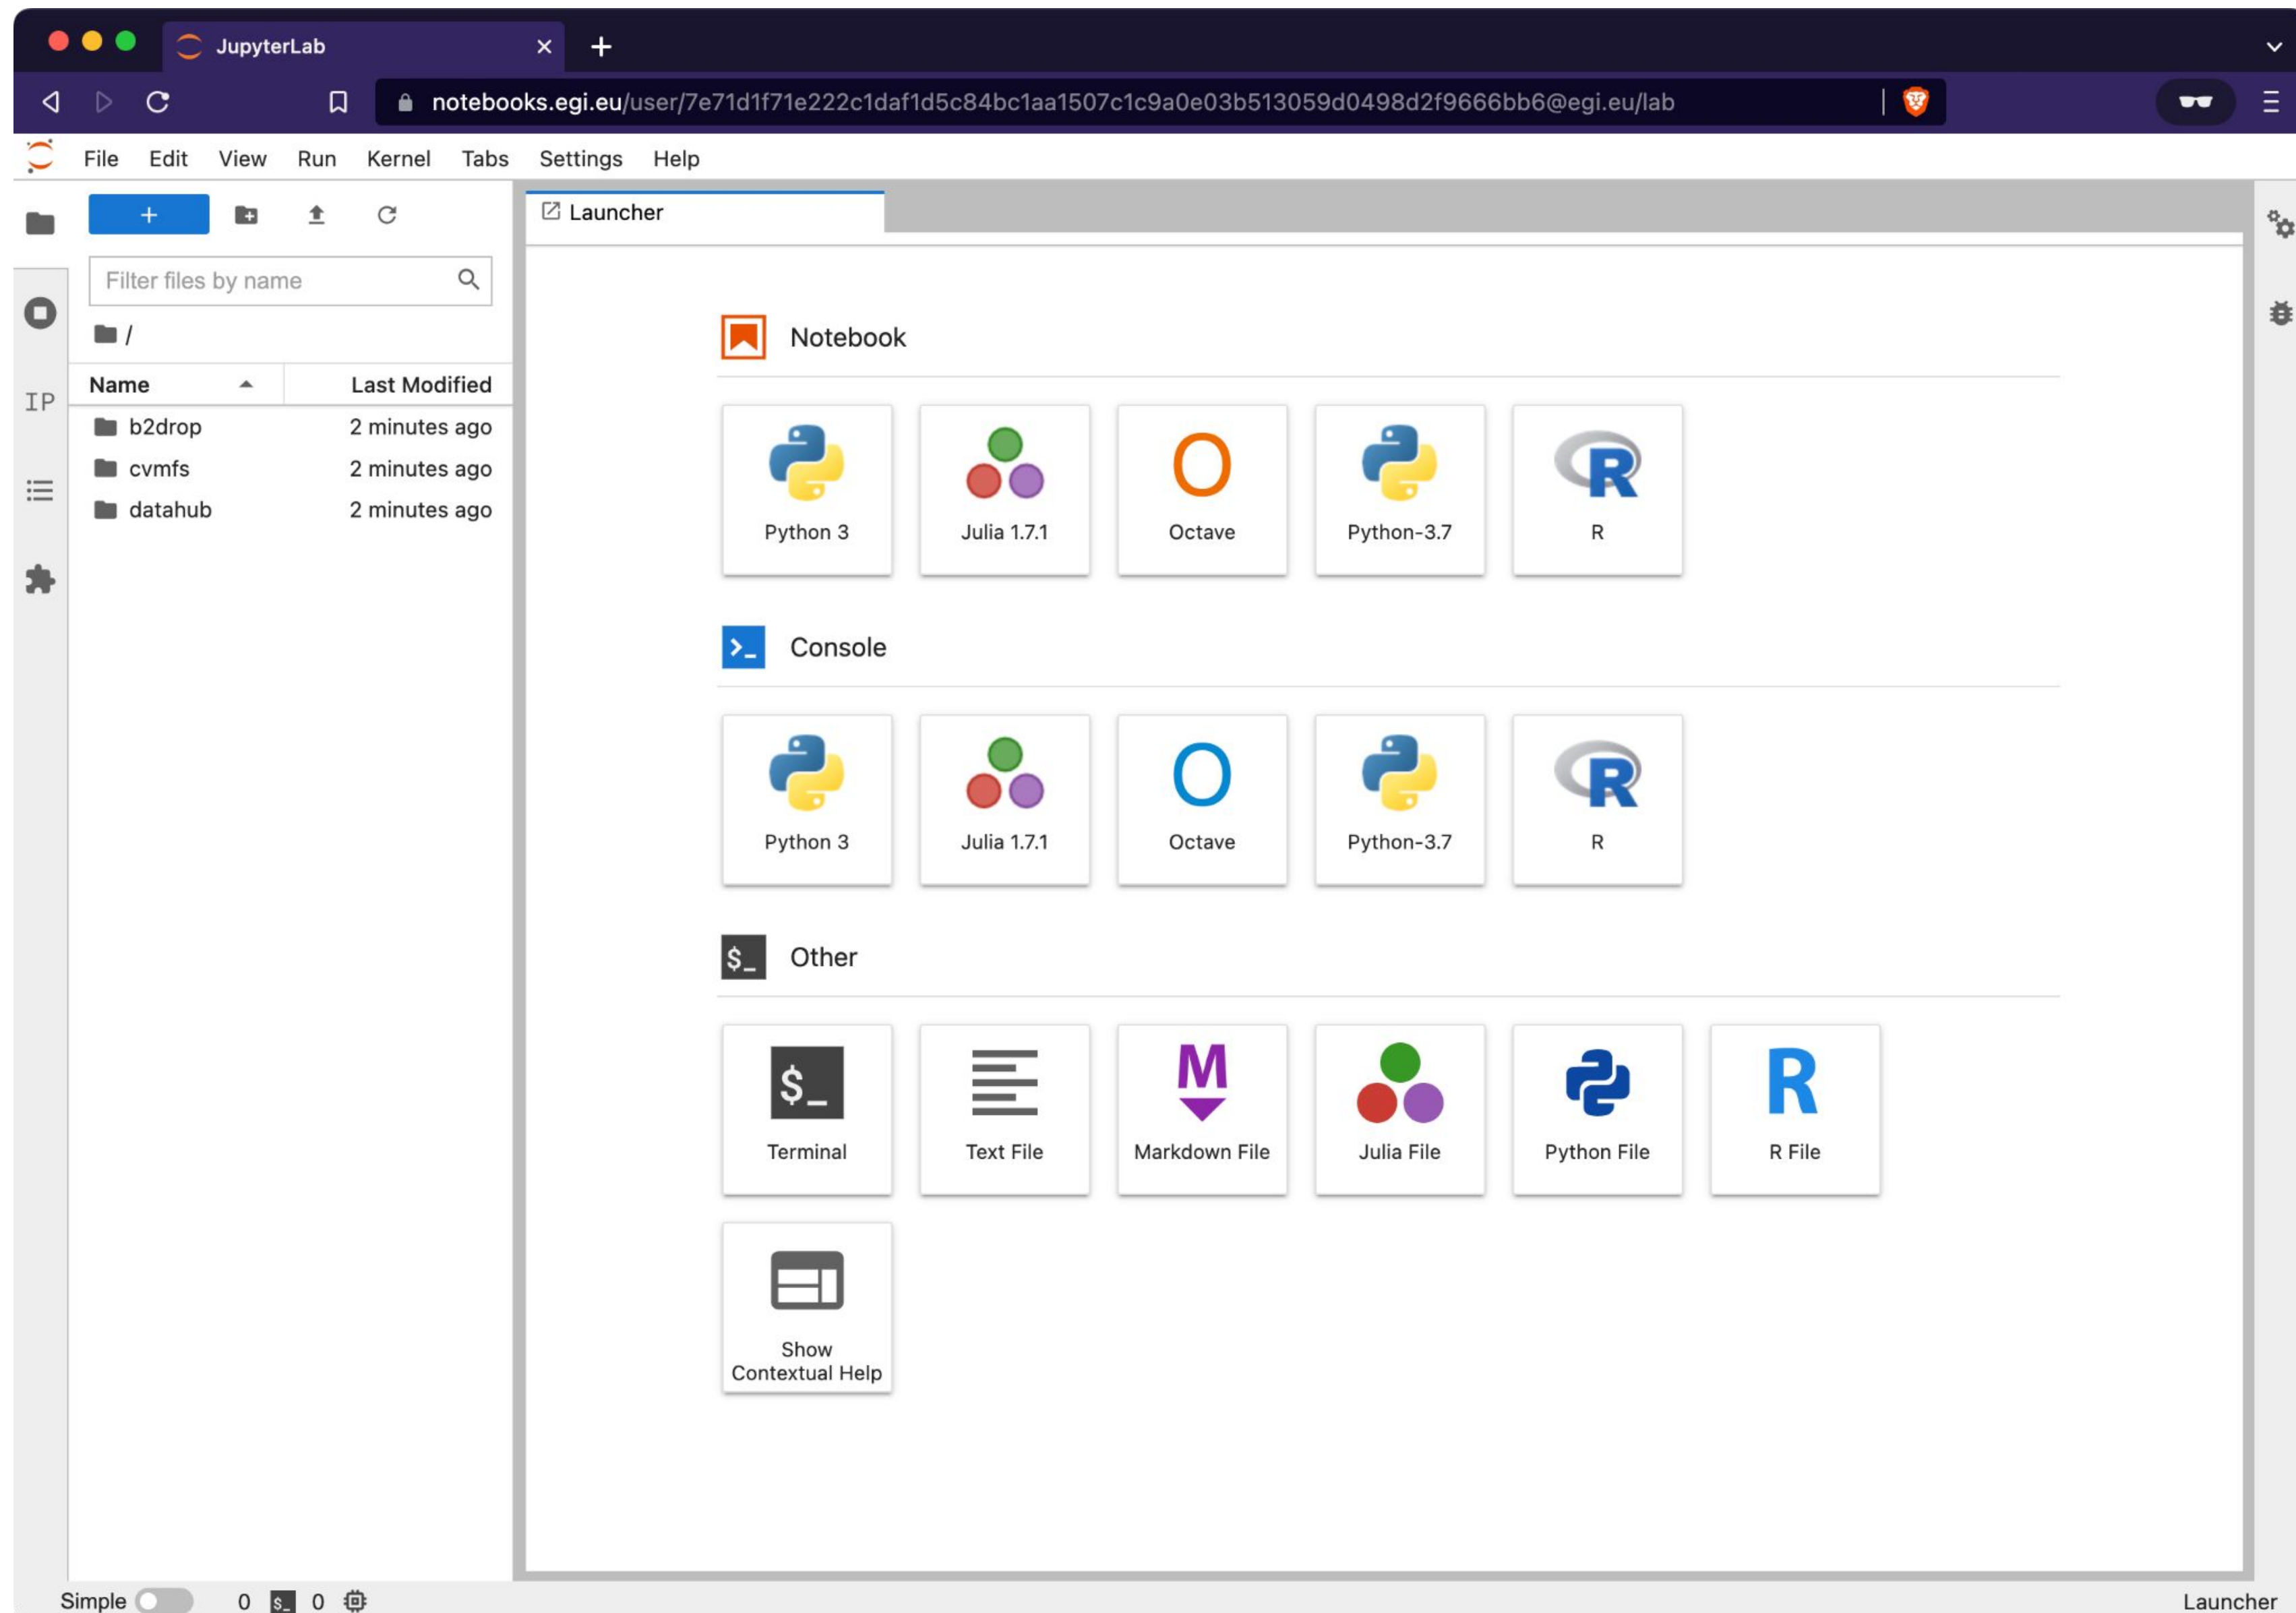 JupyterLab
notebooks.egi.eu/user/7e71d1f71e222c1daf1d5c84bc1aa1507c1c9a0e03b513059d0498d2f9666bb6@egi.eu/lab
File Edit View Run Kernel Tabs Settings Help
Launcher
Filter files by name
/
Name Last Modified
IP
b2drop 2 minutes ago
cvmfs 2 minutes ago
datahub 2 minutes ago
Notebook
Python 3 Julia 1.7.1 Octave Python-3.7 R
Console
Python 3 Julia 1.7.1 Octave Python-3.7 R
$_ Other
Terminal Text File Markdown File Julia File Python File R File
Show
Contextual Help
Simple 0 $_ 0 Launcher